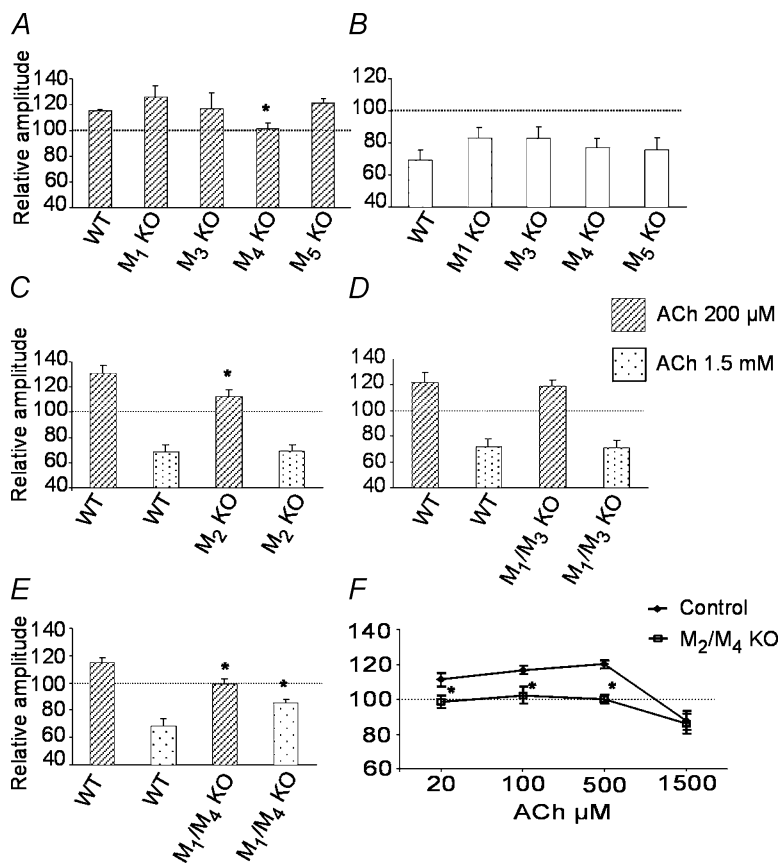 A
Relative amplitude
140
120
100
80
60
40
*
WT
M1 KO
M3 KO
M4 KO
M5 KO
B
120
100
80
60
40
WT
M1 KO
M3 KO
M4 KO
M5 KO
C
Relative amplitude
140
120
100
80
60
40
*
WT
WT
M2 KO
M2 KO
D
ACh 200 µM
ACh 1.5 mM
140
120
100
80
60
40
WT
WT
M1/M3 KO
M1/M3 KO
E
Relative amplitude
140
120
100
80
60
40
*
*
WT
WT
M1/M4 KO
M1/M4 KO
F
Control
M2/M4 KO
140
120
100
80
60
*
*
*
20 100 500 1500
ACh µM